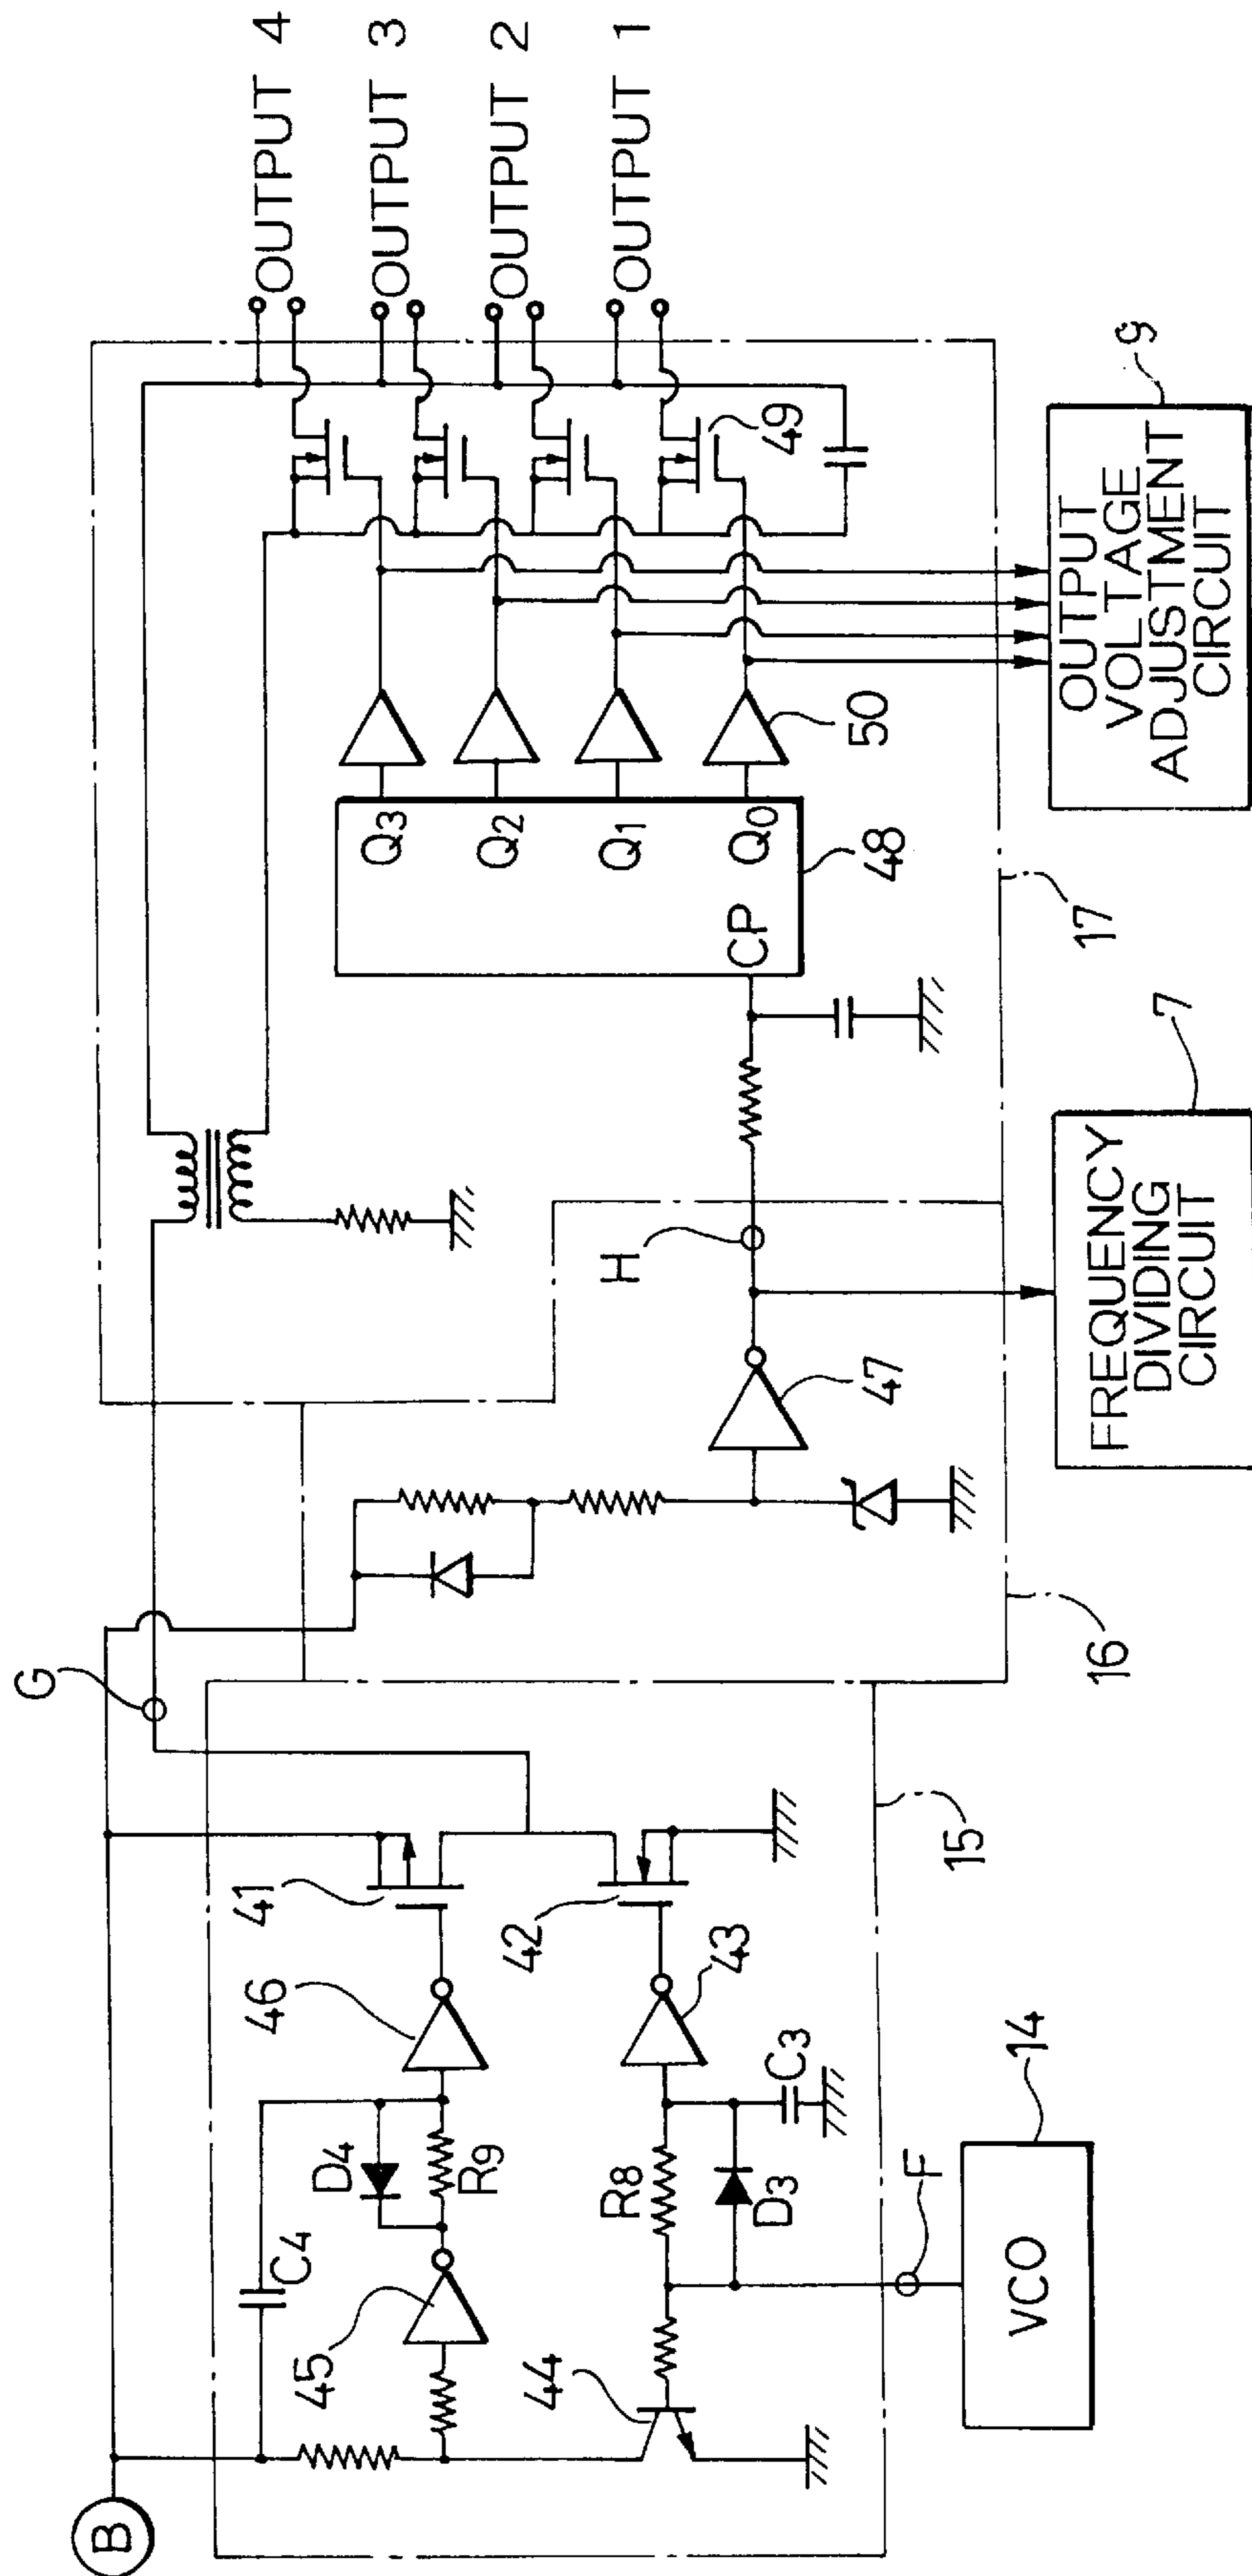 B
G
OUTPUT 4
OUTPUT 3
OUTPUT 2
OUTPUT 1
C4
D4
R9
45
46
41
42
43
44
R8
D3
C3
F
15
VCO
14
H
47
16
Q3
Q2
Q1
Q0
CP
48
50
49
17
FREQUENCY
DIVIDING
CIRCUIT
7
OUTPUT
VOLTAGE
ADJUSTMENT
CIRCUIT
9